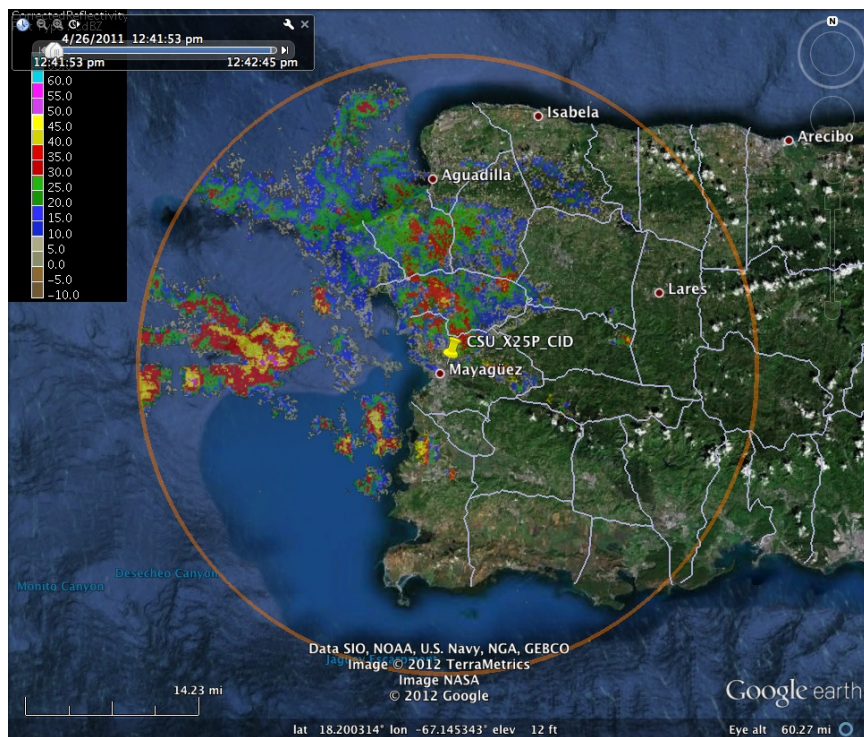 4/26/2011 12:41:53 pm
12:41:53 pm 12:42:45 pm
60.0
55.0
50.0
45.0
40.0
35.0
30.0
25.0
20.0
15.0
10.0
5.0
0.0
−5.0
−10.0
N
Isabela
Arecibo
Aguadilla
Lares
CSU_X25P_CID
Mayagüez
Desecheo Canyon
Monito Canyon
Data SIO, NOAA, U.S. Navy, NGA, GEBCO
Image © 2012 TerraMetrics
Image NASA
© 2012 Google
14.23 mi
Google earth
lat 18.200314° lon −67.145343° elev 12 ft
Eye alt 60.27 mi